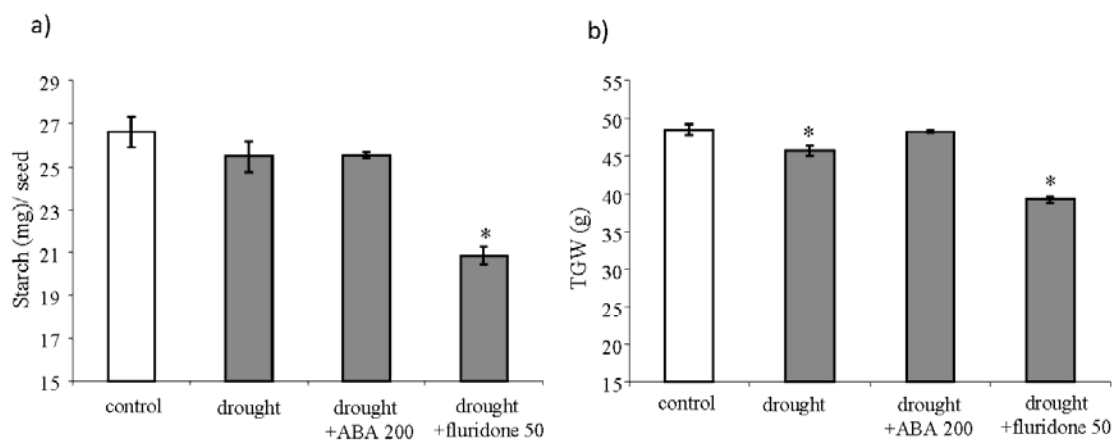 a)
Starch (mg)/ seed
29
27
25
23
21
19
17
15
*
control
drought
drought
+ABA 200
drought
+fluridone 50
b)
TGW (g)
55
50
45
40
35
30
25
20
15
*
*
control
drought
drought
+ABA 200
drought
+fluridone 50